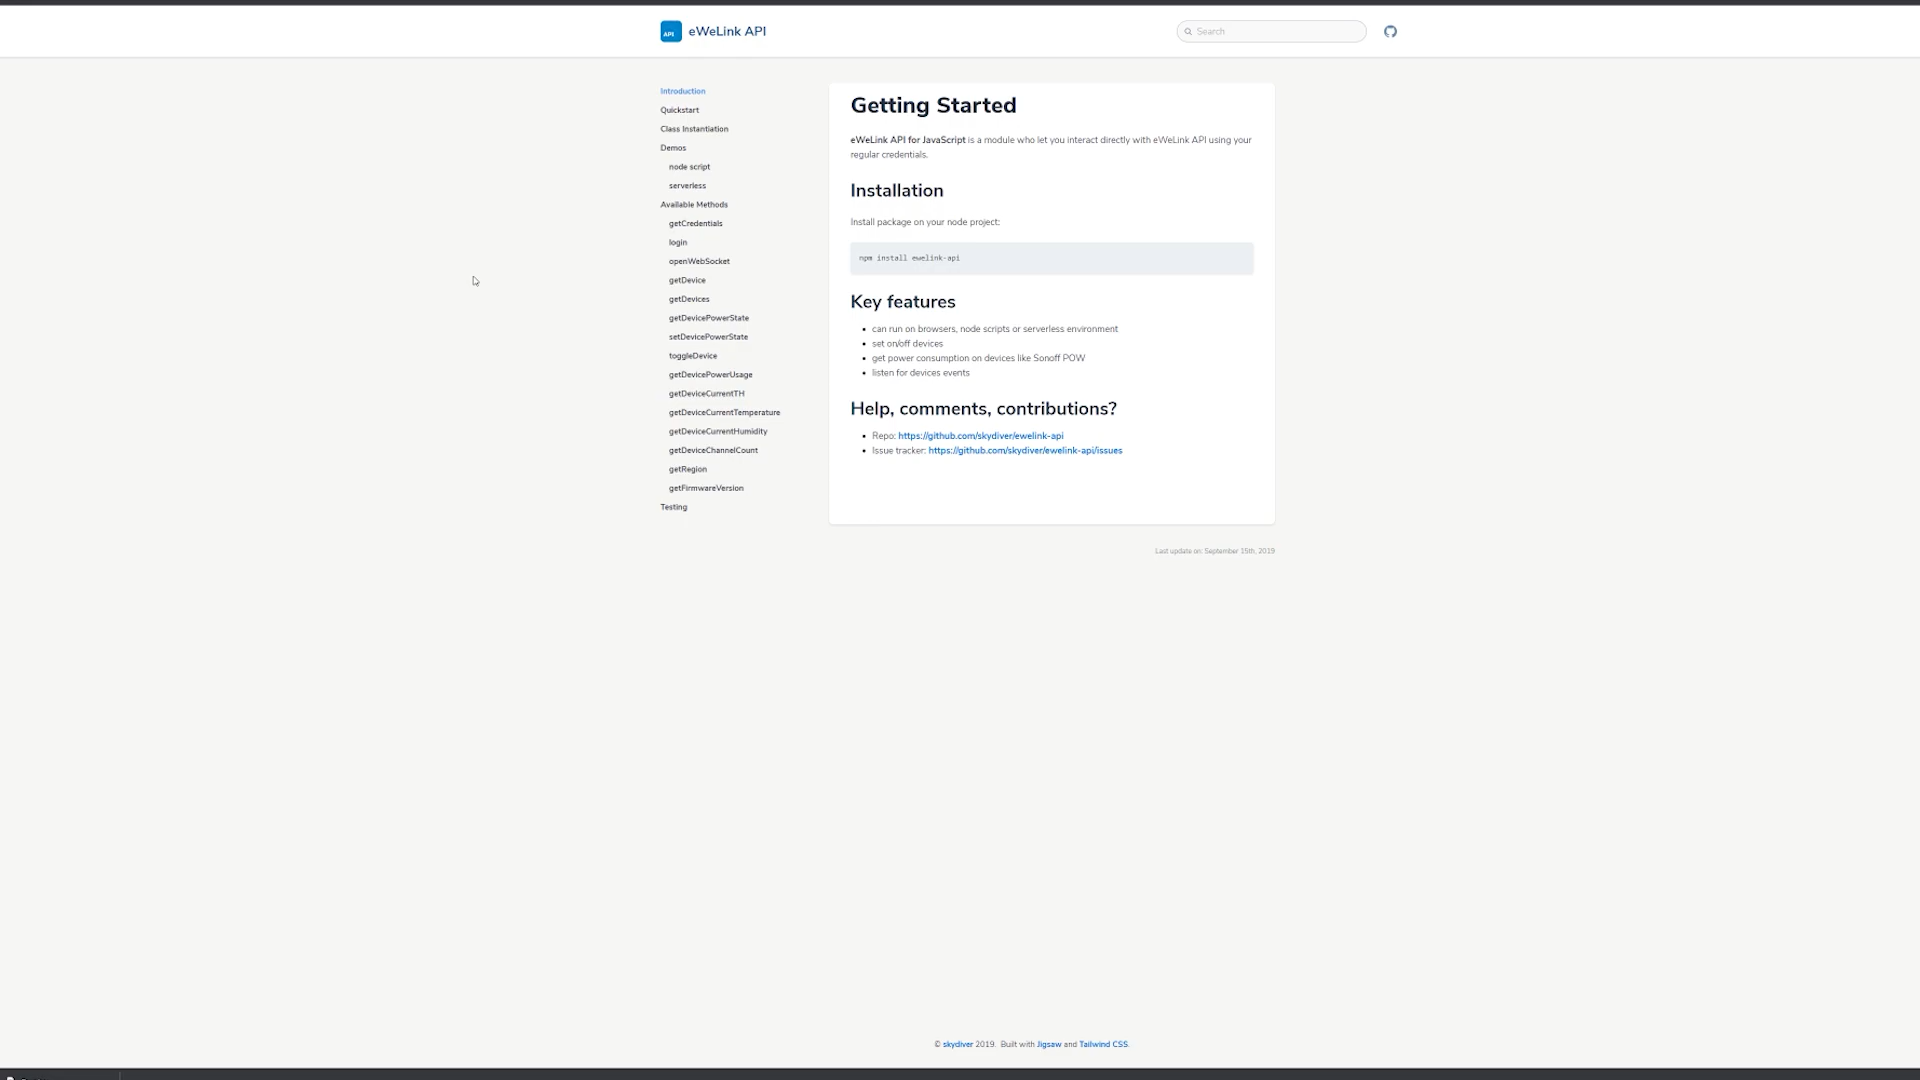 API
eWeLink API
Search
Introduction
Quickstart
Class Instantiation
Demos
node script
serverless
Available Methods
getCredentials
login
openWebSocket
getDevice
getDevices
getDevicePowerState
setDevicePowerState
toggleDevice
getDevicePowerUsage
getDeviceCurrentTH
getDeviceCurrentTemperature
getDeviceCurrentHumidity
getDeviceChannelCount
getRegion
getFirmwareVersion
Testing
Getting Started
eWeLink API for JavaScript is a module who let you interact directly with eWeLink API using your
regular credentials.
Installation
Install package on your node project:
npm install ewelink-api
Key features
can run on browsers, node scripts or serverless environment
set on/off devices
get power consumption on devices like Sonoff POW
listen for devices events
Help, comments, contributions?
Repo: https://github.com/skydiver/ewelink-api
Issue tracker: https://github.com/skydiver/ewelink-api/issues
Last update on: September 15th, 2019
© skydiver 2019. Built with Jigsaw and Tailwind CSS.